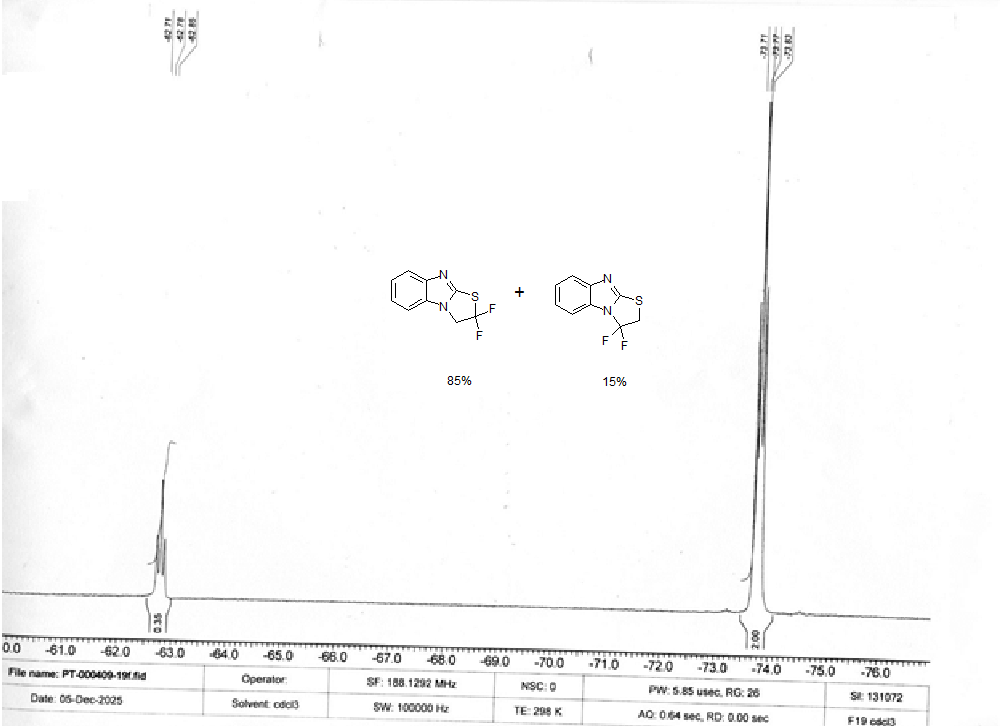 -62.71
-62.78
-62.85
-73.71
-73.77
-73.83
N
S
N
F
F
+
N
S
N
F
F
85%
15%
0.35
2.00
0.0 -61.0 -62.0 -63.0 -64.0 -65.0 -66.0 -67.0 -68.0 -69.0 -70.0 -71.0 -72.0 -73.0 -74.0 -75.0 -76.0
File name: PT-000409-19f.fid
Operator:
SF: 188.1292 MHz
NSC: 0
PW: 5.85 usec, RG: 26
SI: 131072
Date: 05-Dec-2025
Solvent: cdcl3
SW: 100000 Hz
TE: 298 K
AQ: 0.64 sec, RD: 0.00 sec
F19 cdcl3